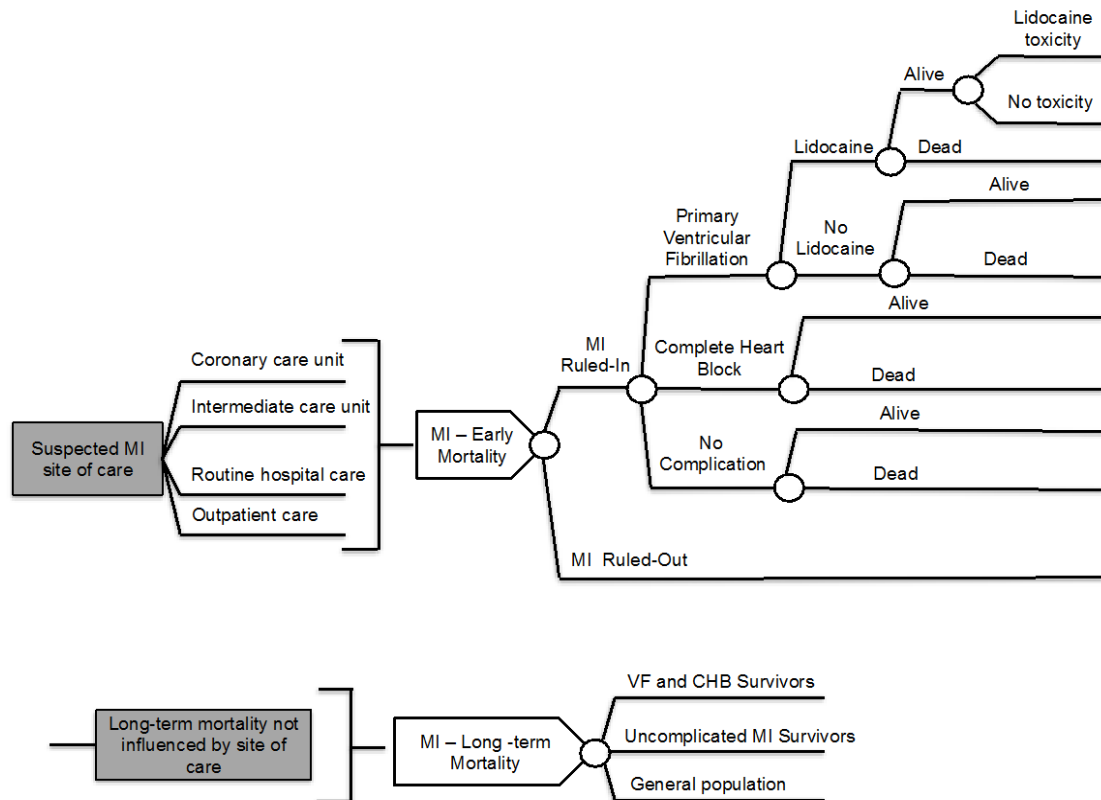 Lidocaine
toxicity
Alive
No toxicity
Lidocaine
Dead
Alive
Primary
Ventricular
Fibrillation
No
Lidocaine
Dead
Alive
MI
Ruled-In
Complete Heart
Block
Dead
Coronary care unit
Intermediate care unit
Alive
Suspected MI
site of care
MI – Early
Mortality
No
Complication
Dead
Routine hospital care
Outpatient care
MI Ruled-Out
VF and CHB Survivors
Long-term mortality not
influenced by site of
care
MI – Long -term
Mortality
Uncomplicated MI Survivors
General population